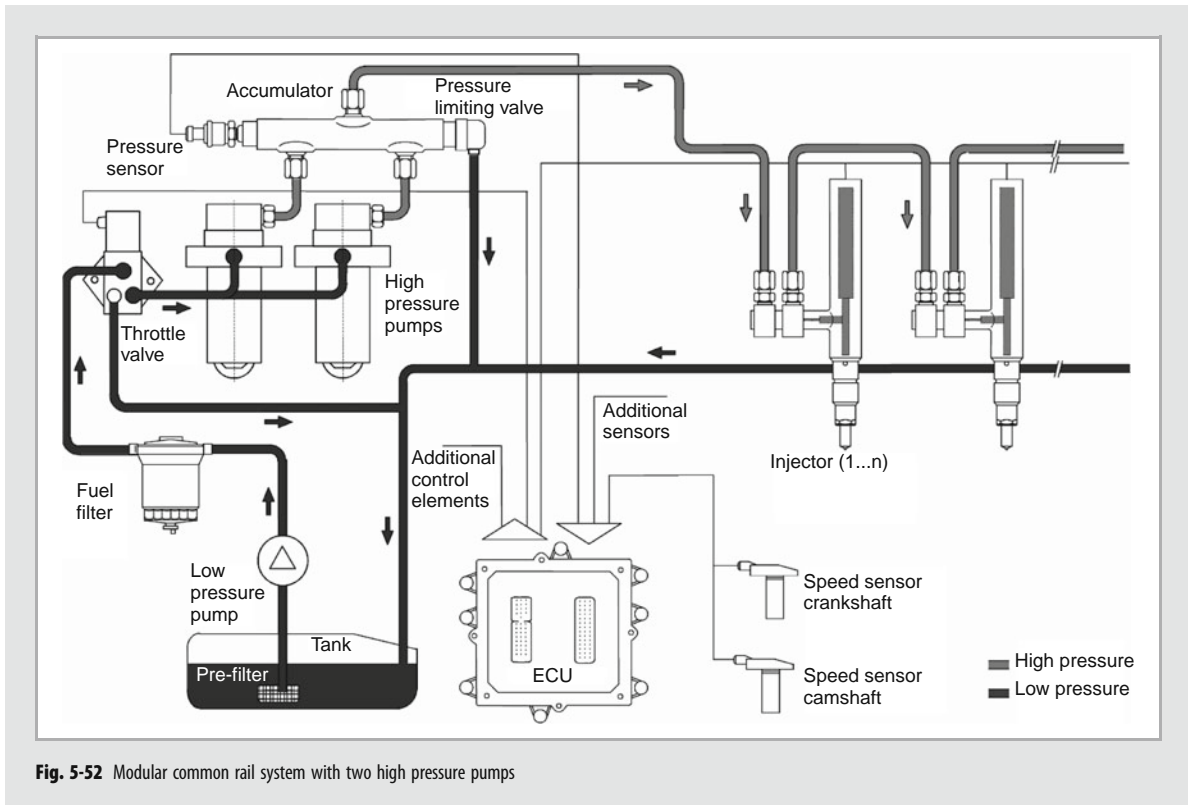 Accumulator
Pressure
limiting valve
Pressure
sensor
High
pressure
pumps
Throttle
valve
Additional
sensors
Additional
control
elements
Injector (1...n)
Fuel
filter
Low
pressure
pump
Speed sensor
crankshaft
Tank
Pre-filter
ECU
Speed sensor
camshaft
High pressure
Low pressure
Fig. 5-52 Modular common rail system with two high pressure pumps